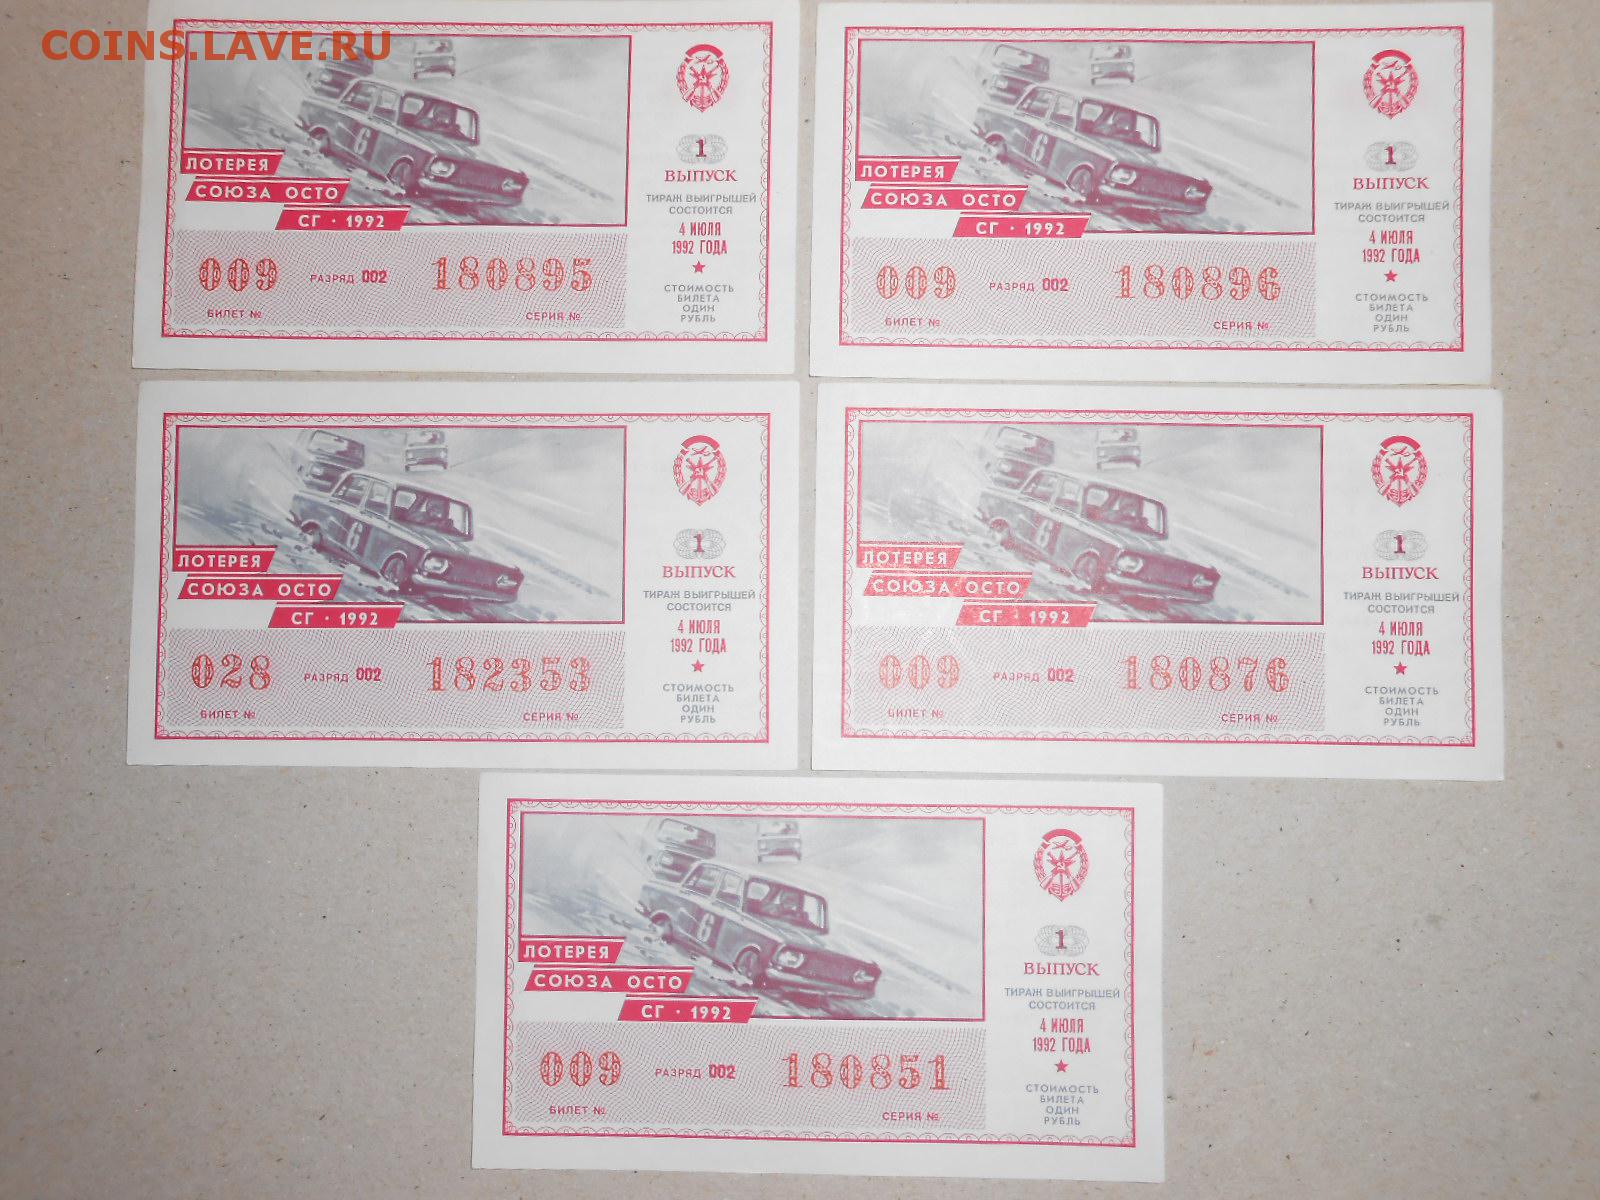 COINS.LAVE.RU
6
ЛОТЕРЕЯ
СОЮЗА ОСТО
СГ · 1992
1
ВЫПУСК
ТИРАЖ ВЫИГРЫШЕЙ
СОСТОИТСЯ
4 ИЮЛЯ
1992 ГОДА
СТОИМОСТЬ
БИЛЕТА
ОДИН
РУБЛЬ
009 РАЗРЯД 002 180895
БИЛЕТ № СЕРИЯ №
6
ЛОТЕРЕЯ
СОЮЗА ОСТО
СГ · 1992
1
ВЫПУСК
ТИРАЖ ВЫИГРЫШЕЙ
СОСТОИТСЯ
4 ИЮЛЯ
1992 ГОДА
СТОИМОСТЬ
БИЛЕТА
ОДИН
РУБЛЬ
009 РАЗРЯД 002 180896
БИЛЕТ № СЕРИЯ №
6
ЛОТЕРЕЯ
СОЮЗА ОСТО
СГ · 1992
1
ВЫПУСК
ТИРАЖ ВЫИГРЫШЕЙ
СОСТОИТСЯ
4 ИЮЛЯ
1992 ГОДА
СТОИМОСТЬ
БИЛЕТА
ОДИН
РУБЛЬ
028 РАЗРЯД 002 182353
БИЛЕТ № СЕРИЯ №
6
ЛОТЕРЕЯ
СОЮЗА ОСТО
СГ · 1992
1
ВЫПУСК
ТИРАЖ ВЫИГРЫШЕЙ
СОСТОИТСЯ
4 ИЮЛЯ
1992 ГОДА
СТОИМОСТЬ
БИЛЕТА
ОДИН
РУБЛЬ
009 РАЗРЯД 002 180876
БИЛЕТ № СЕРИЯ №
6
ЛОТЕРЕЯ
СОЮЗА ОСТО
СГ · 1992
1
ВЫПУСК
ТИРАЖ ВЫИГРЫШЕЙ
СОСТОИТСЯ
4 ИЮЛЯ
1992 ГОДА
СТОИМОСТЬ
БИЛЕТА
ОДИН
РУБЛЬ
009 РАЗРЯД 002 180851
БИЛЕТ № СЕРИЯ №